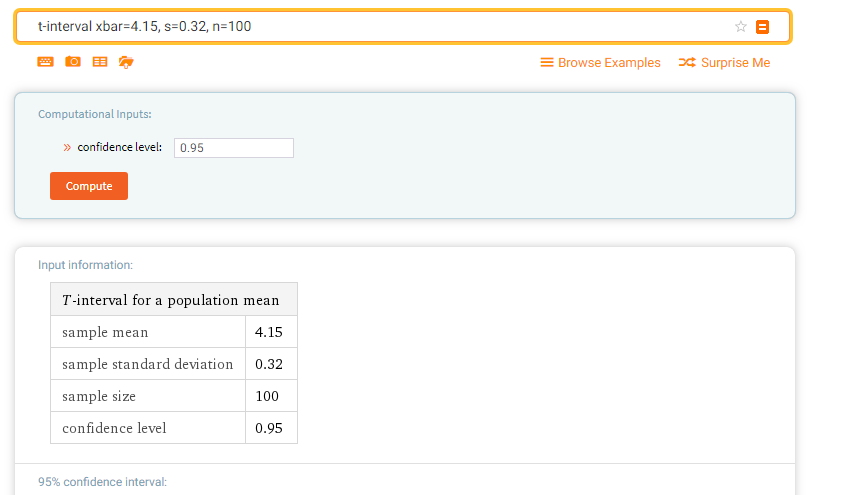 t-interval xbar=4.15, s=0.32, n=100
Browse Examples Surprise Me
Computational Inputs:
» confidence level: 0.95
Compute
Input information:
T-interval for a population mean
sample mean 4.15
sample standard deviation 0.32
sample size 100
confidence level 0.95
95% confidence interval: